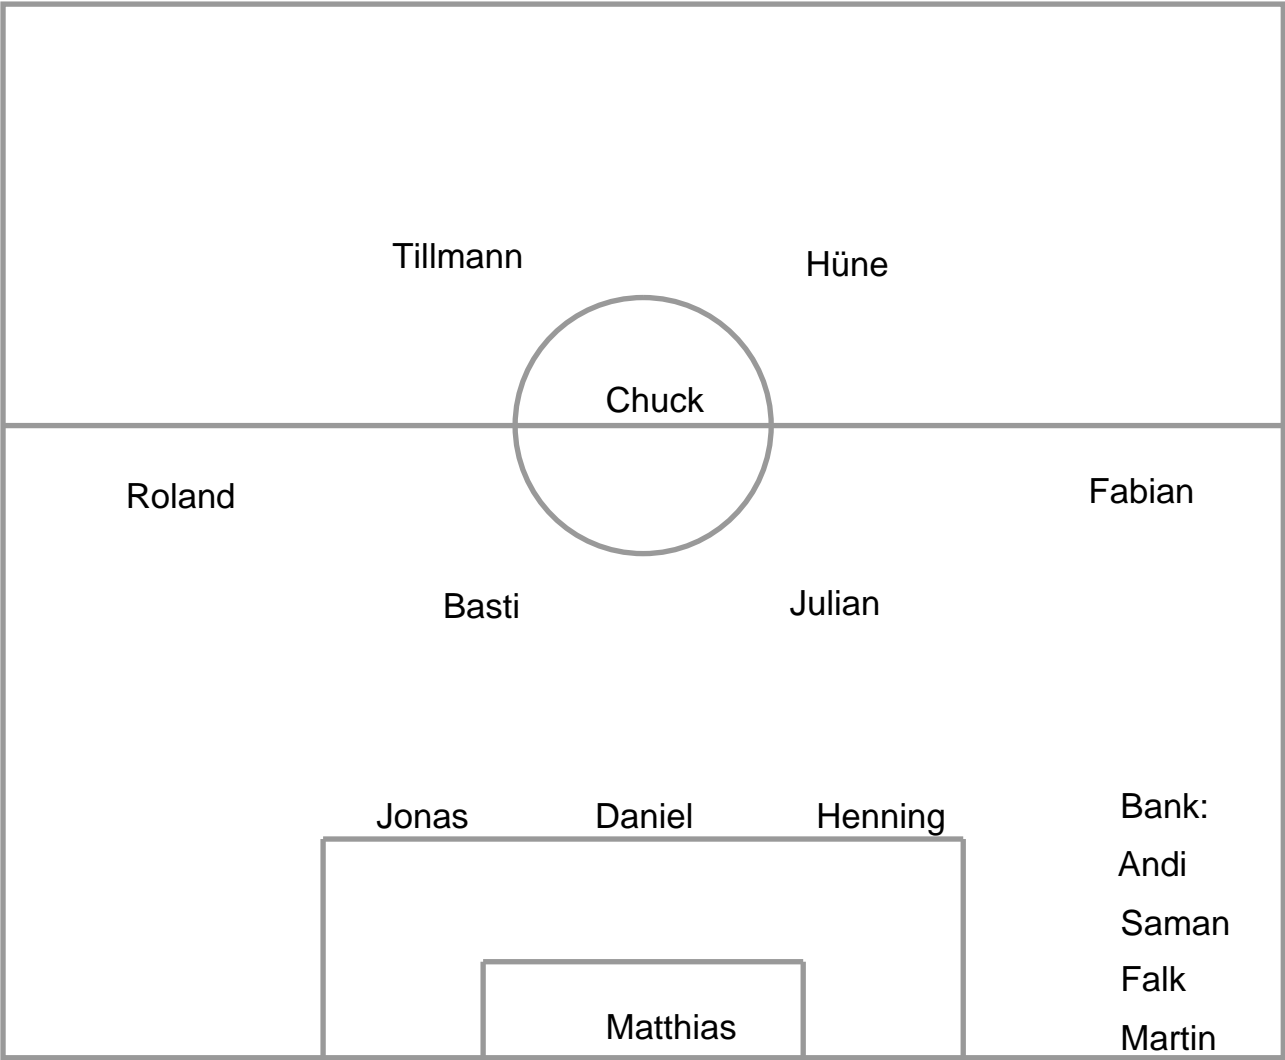 Tillmann
Hüne
Chuck
Roland
Fabian
Basti
Julian
Jonas
Daniel
Henning
Matthias
Bank:
Andi
Saman
Falk
Martin